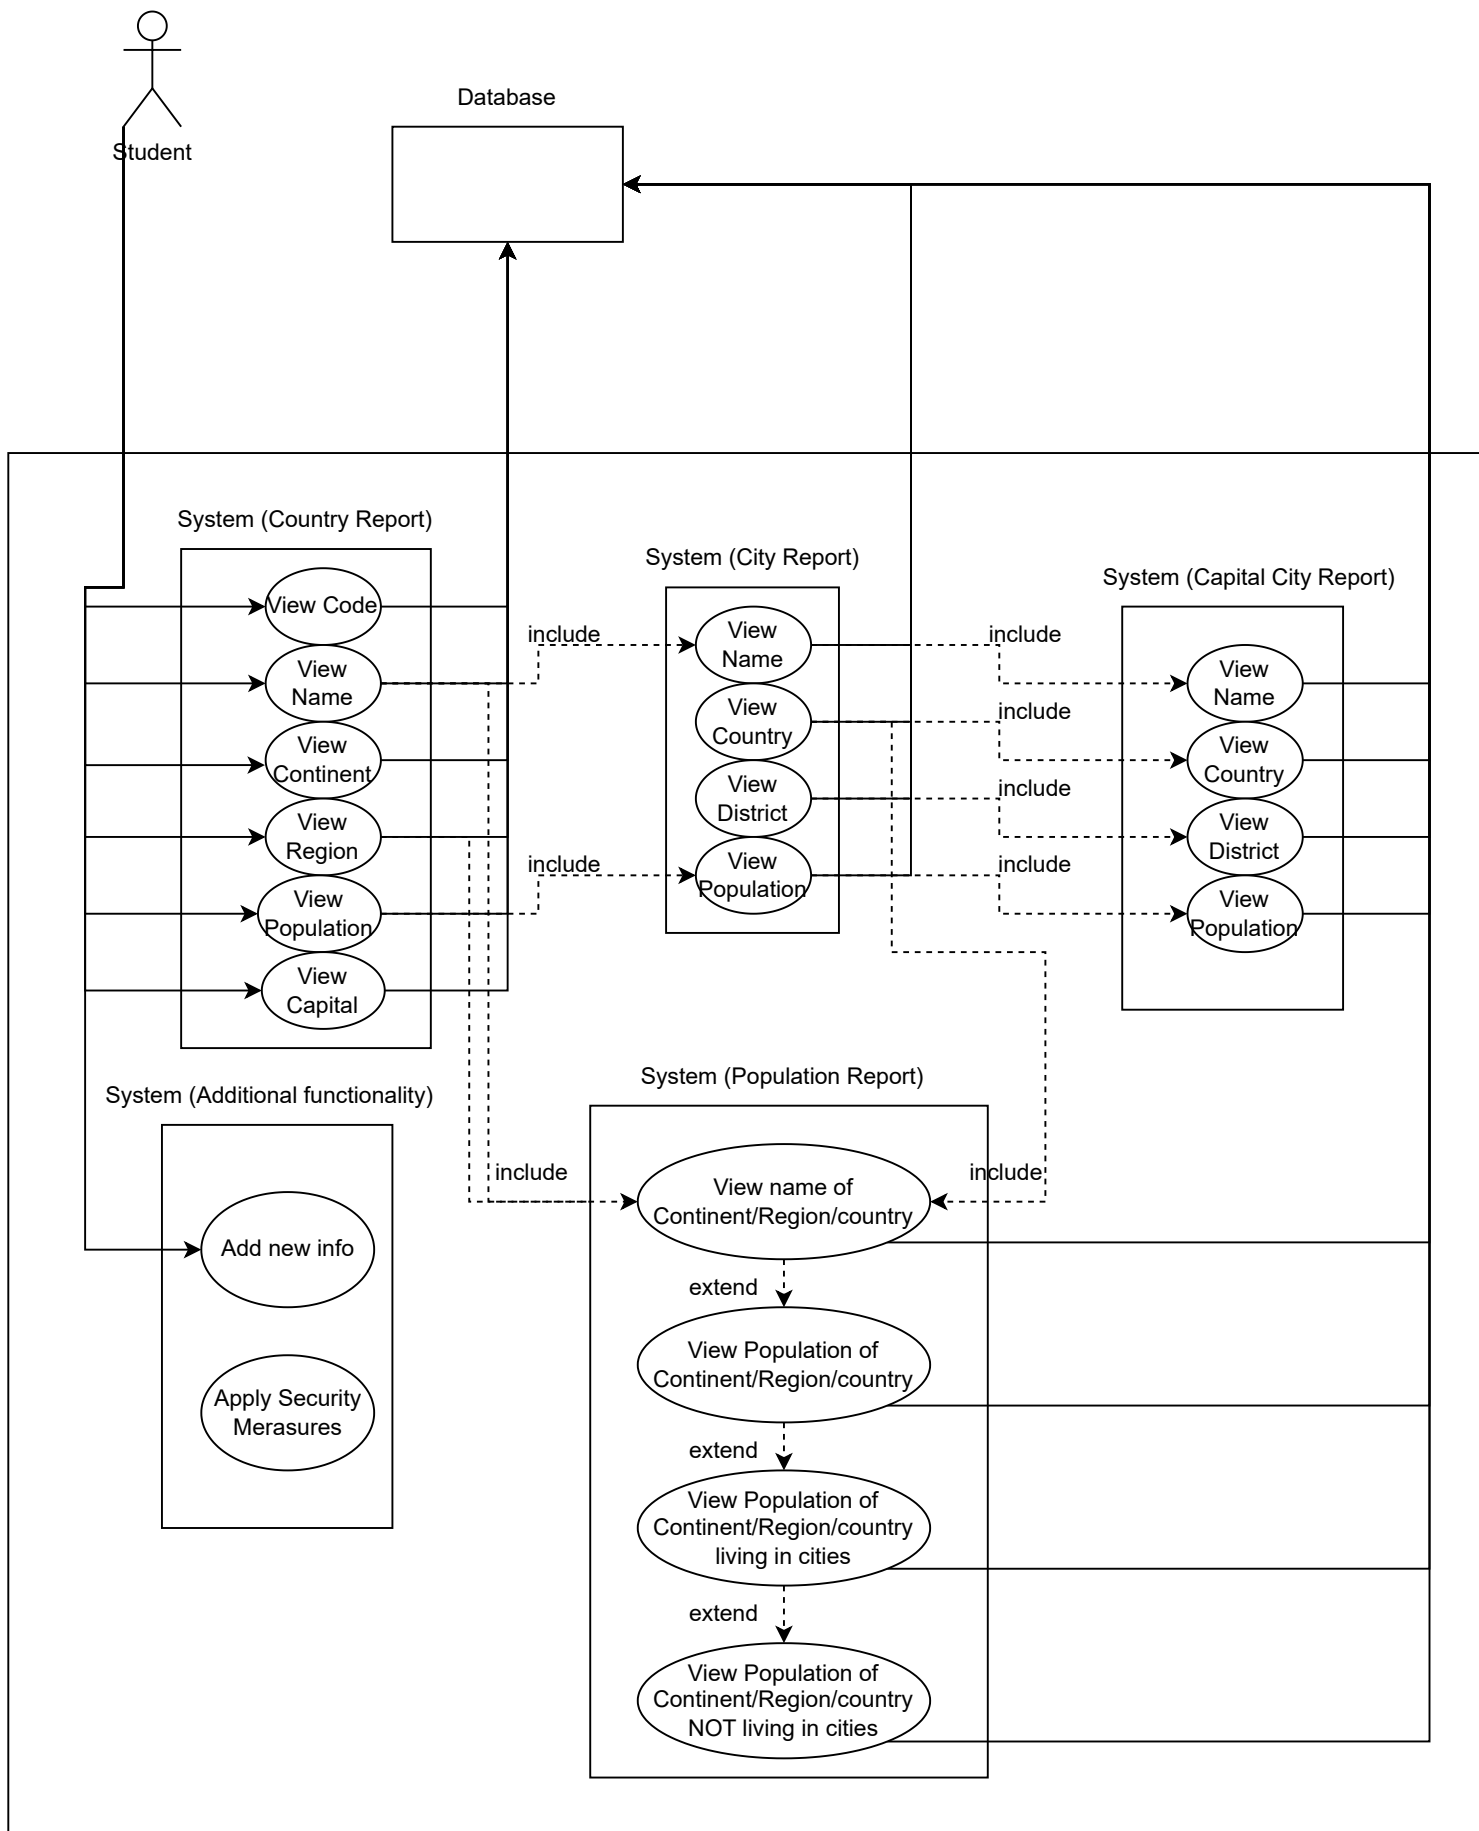 Student
Database
System (Country Report)
View Code
View
Name
View
Continent
View
Region
View
Population
View
Capital
System (City Report)
include
View
Name
View
Country
View
District
include
View
Population
System (Capital City Report)
include
View
Name
include
View
Country
include
View
District
include
View
Population
System (Additional functionality)
Add new info
Apply Security
Merasures
System (Population Report)
include
View name of
Continent/Region/country
include
extend
View Population of
Continent/Region/country
extend
View Population of
Continent/Region/country
living in cities
extend
View Population of
Continent/Region/country
NOT living in cities